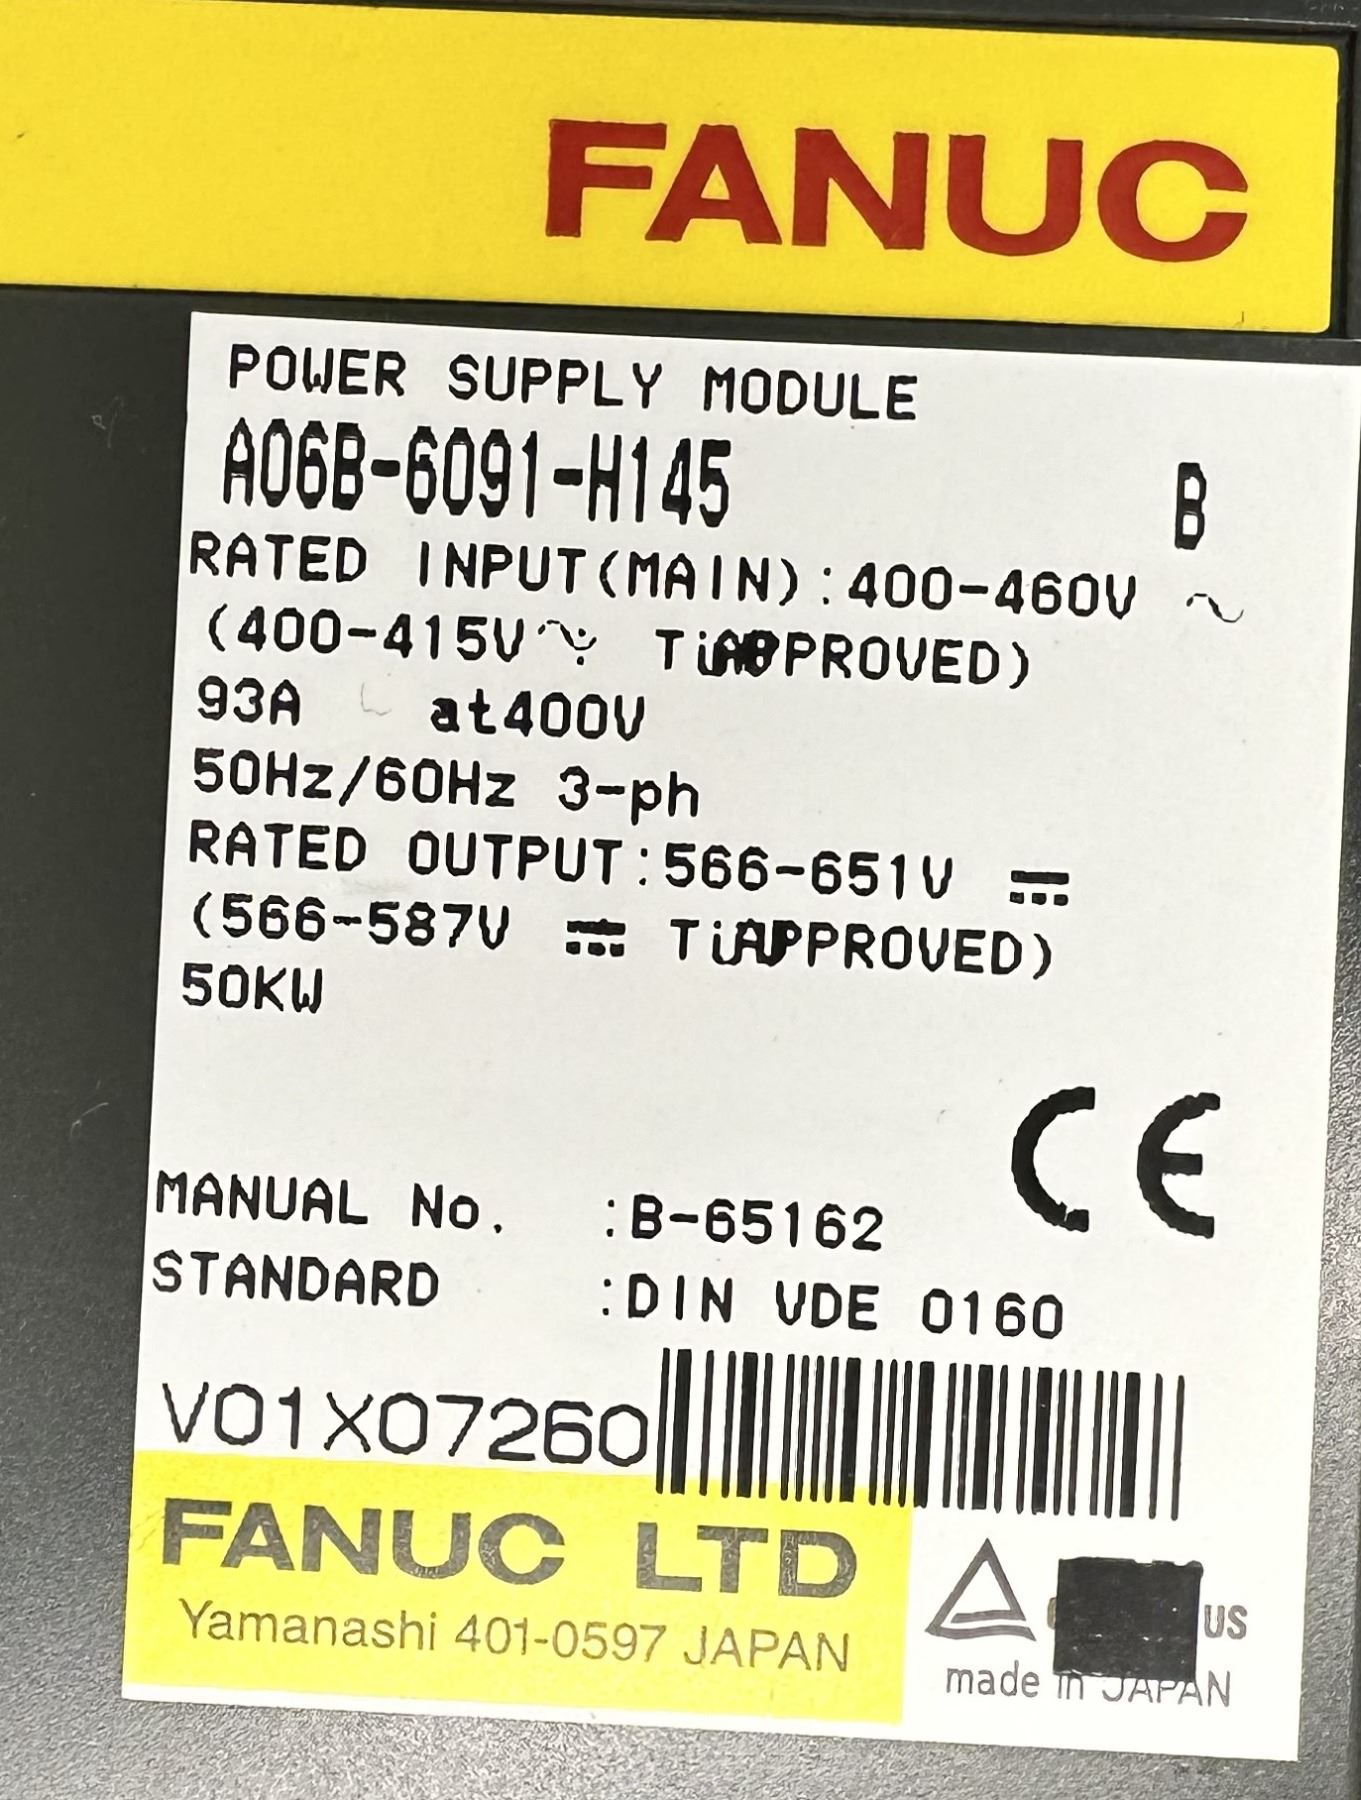 FANUC
POWER SUPPLY MODULE
A06B-6091-H145 B
RATED INPUT(MAIN):400-460V ~
(400-415V~ APPROVED)
93A at400V
50Hz/60Hz 3-ph
RATED OUTPUT:566-651V ⎓
(566-587V ⎓ APPROVED)
50KW
CE
MANUAL No. :B-65162
STANDARD :DIN VDE 0160
V01X07260
FANUC LTD
Yamanashi 401-0597 JAPAN
US
made in JAPAN